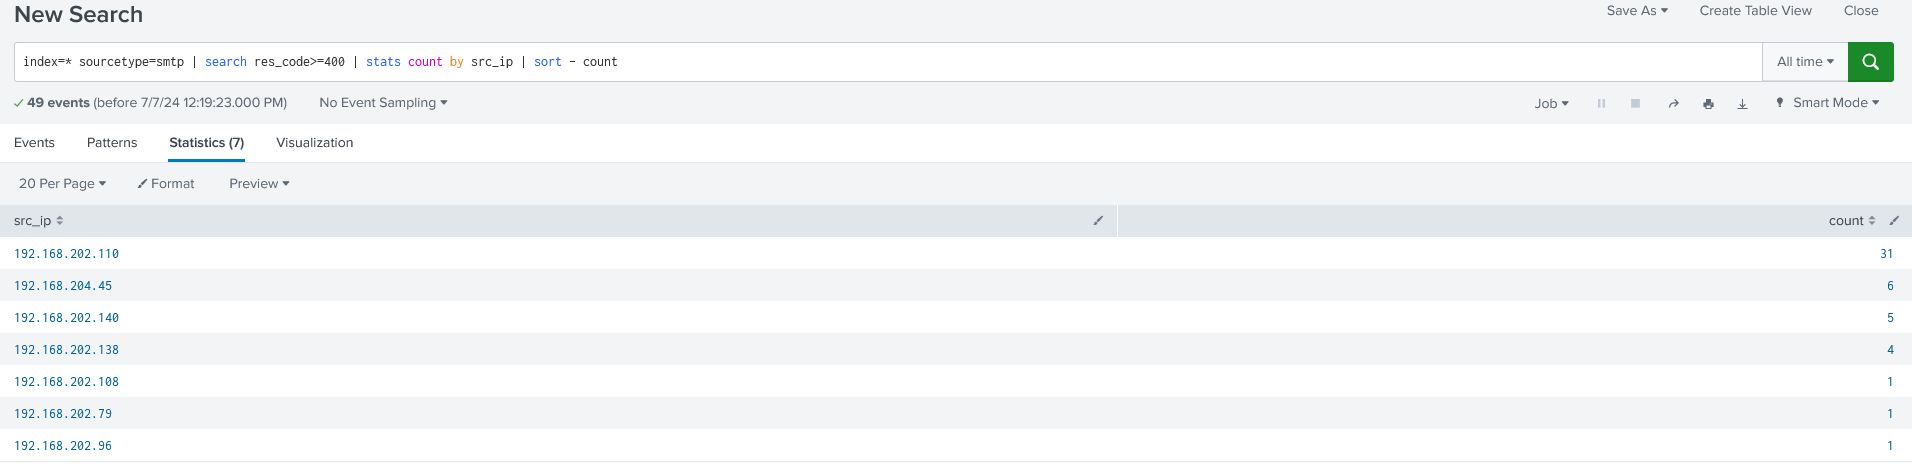 New Search
Save As Create Table View Close
index=* sourcetype=smtp | search res_code>=400 | stats count by src_ip | sort - count
All time
49 events (before 7/7/24 12:19:23.000 PM) No Event Sampling
Job Smart Mode
Events Patterns Statistics (7) Visualization
20 Per Page Format Preview
src_ip count
192.168.202.110 31
192.168.204.45 6
192.168.202.140 5
192.168.202.138 4
192.168.202.108 1
192.168.202.79 1
192.168.202.96 1